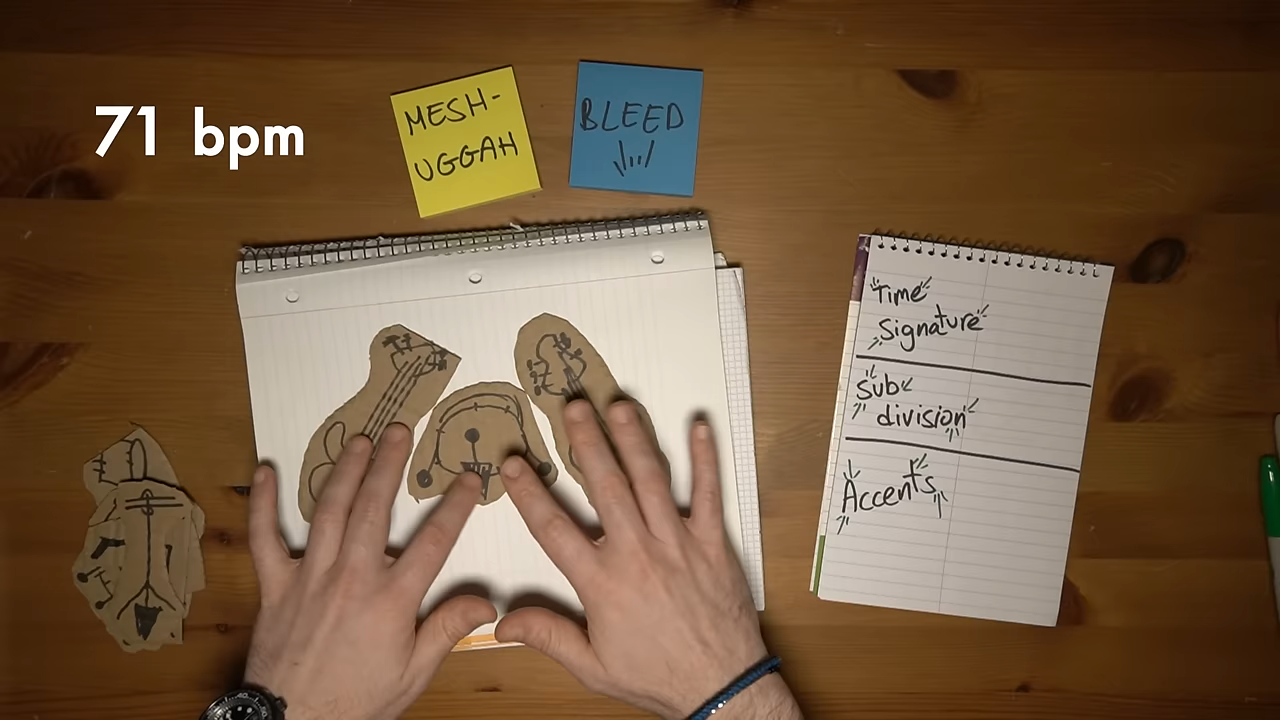 71 bpm
MESH-
UGGAH
BLEED
Time
Signature
Sub
division
Accents